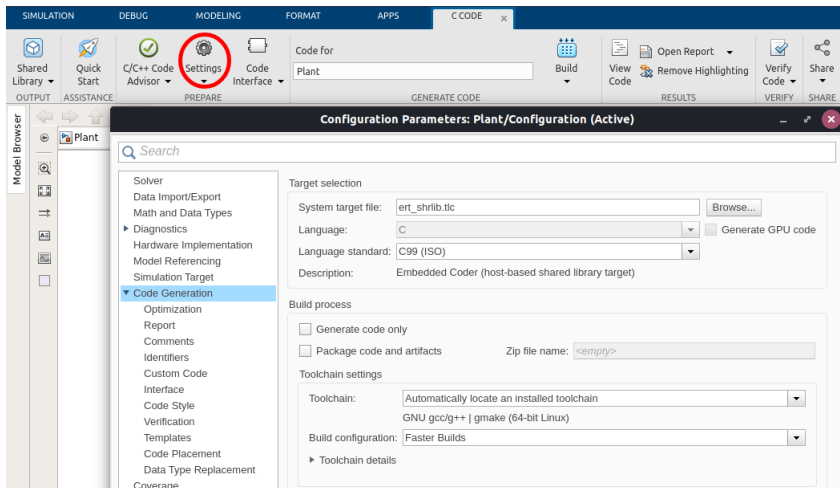 SIMULATION DEBUG MODELING FORMAT APPS C CODE
Shared Library
Quick Start
C/C++ Code Advisor
Settings
Code Interface
Code for
Plant
Build
View Code
Open Report
Remove Highlighting
Verify Code
Share
OUTPUT ASSISTANCE PREPARE GENERATE CODE RESULTS VERIFY SHARE
Model Browser
Plant
Configuration Parameters: Plant/Configuration (Active)
Search
Solver
Data Import/Export
Math and Data Types
Diagnostics
Hardware Implementation
Model Referencing
Simulation Target
Code Generation
Optimization
Report
Comments
Identifiers
Custom Code
Interface
Code Style
Verification
Templates
Code Placement
Data Type Replacement
Coverage
Target selection
System target file: ert_shrlib.tlc Browse...
Language: C Generate GPU code
Language standard: C99 (ISO)
Description: Embedded Coder (host-based shared library target)
Build process
Generate code only
Package code and artifacts Zip file name: <empty>
Toolchain settings
Toolchain: Automatically locate an installed toolchain
GNU gcc/g++ | gmake (64-bit Linux)
Build configuration: Faster Builds
Toolchain details